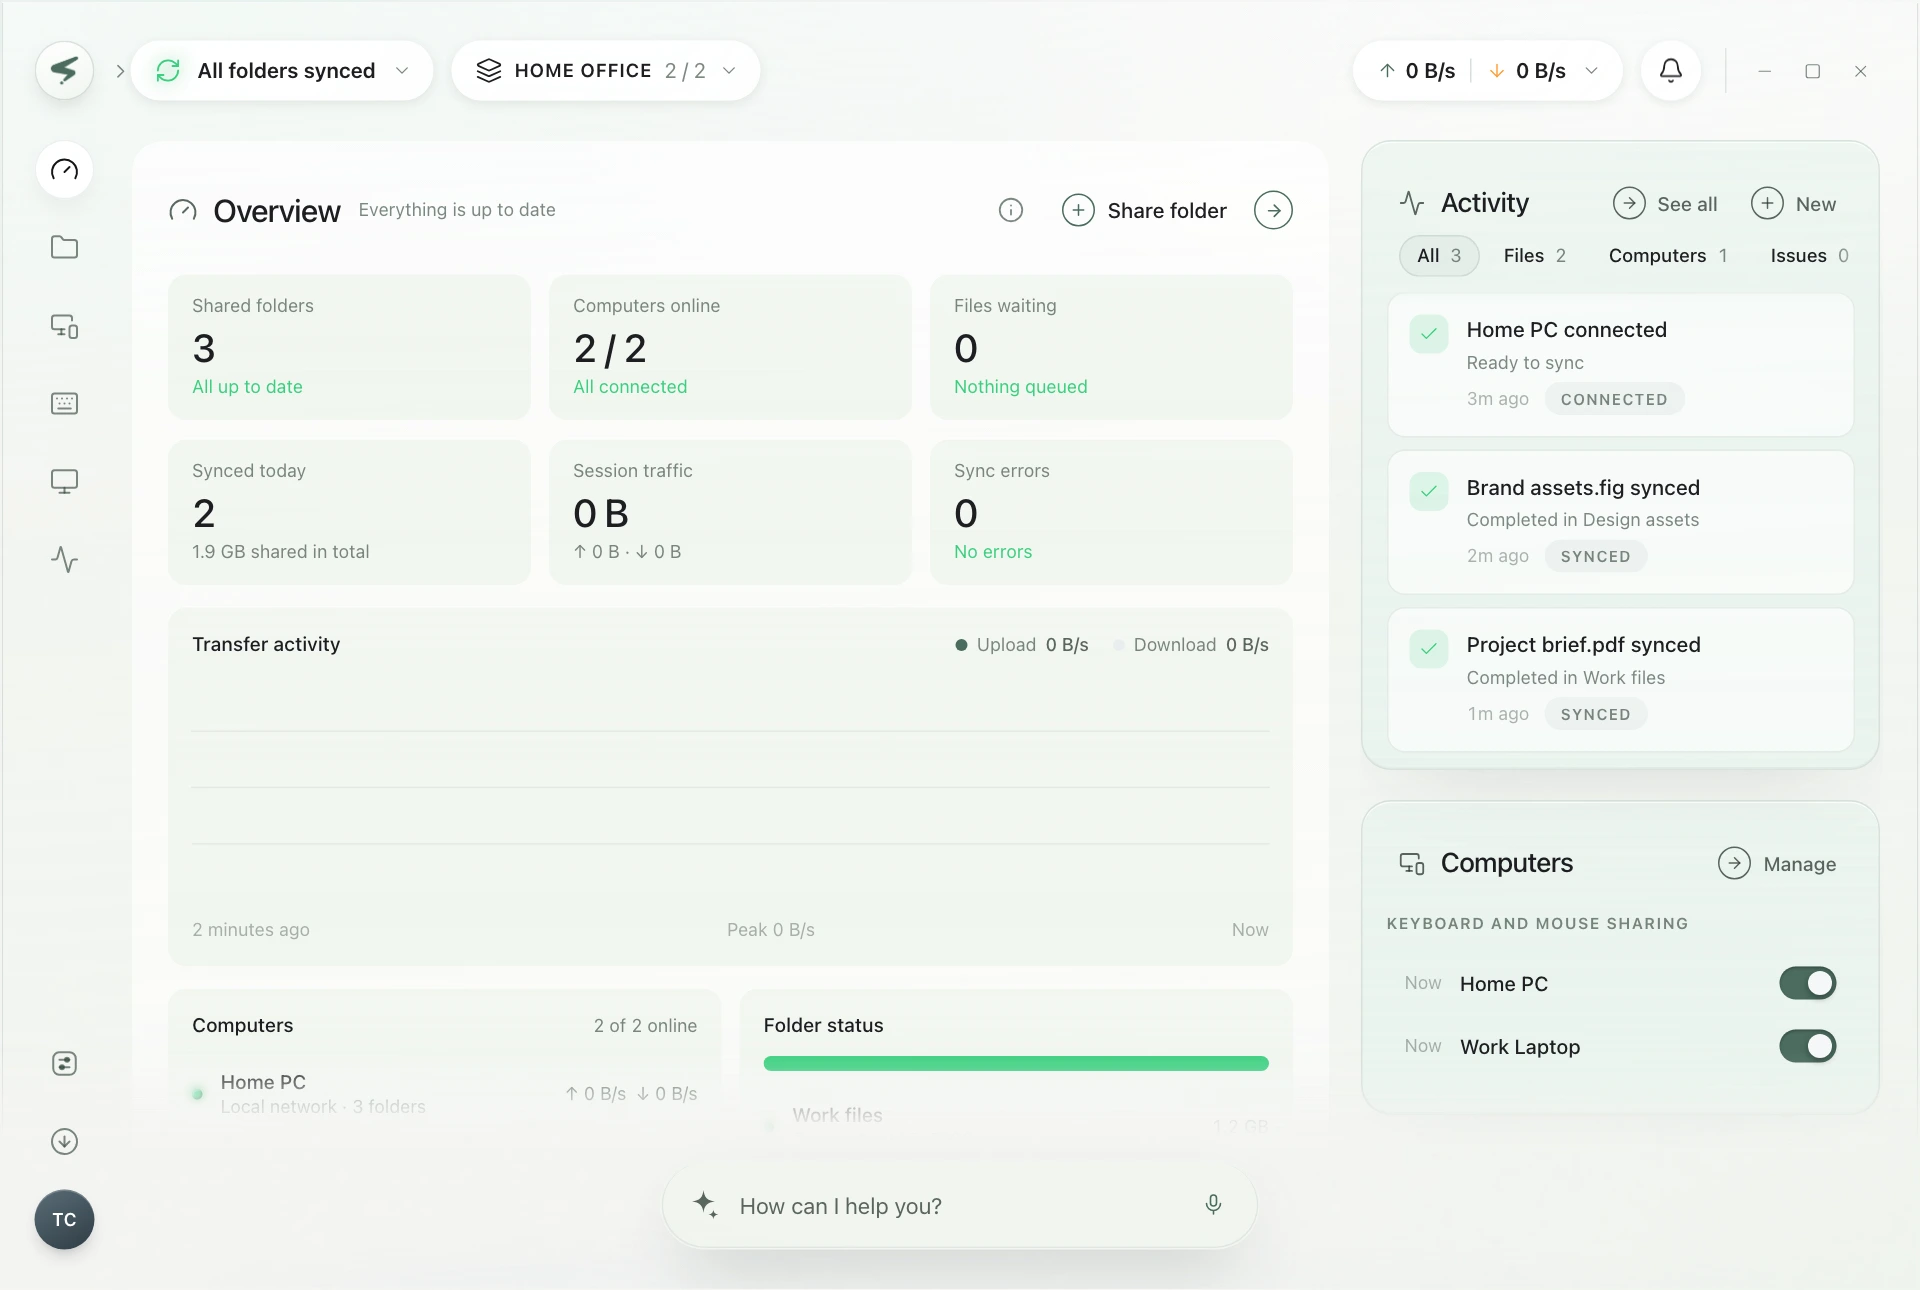 All folders synced
HOME OFFICE 2 / 2
↑ 0 B/s ↓ 0 B/s
Overview Everything is up to date
Share folder
Shared folders
3
All up to date
Computers online
2 / 2
All connected
Files waiting
0
Nothing queued
Synced today
2
1.9 GB shared in total
Session traffic
0 B
↑ 0 B · ↓ 0 B
Sync errors
0
No errors
Transfer activity
Upload 0 B/s Download 0 B/s
2 minutes ago Peak 0 B/s Now
Computers 2 of 2 online
Home PC
Local network · 3 folders
↑ 0 B/s ↓ 0 B/s
Folder status
Work files
1.2 GB
Activity See all New
All 3 Files 2 Computers 1 Issues 0
Home PC connected
Ready to sync
3m ago CONNECTED
Brand assets.fig synced
Completed in Design assets
2m ago SYNCED
Project brief.pdf synced
Completed in Work files
1m ago SYNCED
Computers Manage
KEYBOARD AND MOUSE SHARING
Now Home PC
Now Work Laptop
TC
How can I help you?